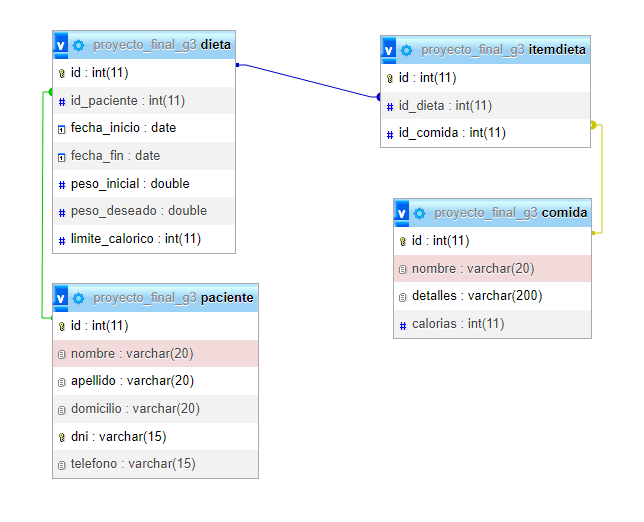 v proyecto_final_g3 dieta
id : int(11)
# id_paciente : int(11)
fecha_inicio : date
fecha_fin : date
# peso_inicial : double
# peso_deseado : double
# limite_calorico : int(11)
v proyecto_final_g3 itemdieta
id : int(11)
# id_dieta : int(11)
# id_comida : int(11)
v proyecto_final_g3 comida
id : int(11)
nombre : varchar(20)
detalles : varchar(200)
# calorias : int(11)
v proyecto_final_g3 paciente
id : int(11)
nombre : varchar(20)
apellido : varchar(20)
domicilio : varchar(20)
dni : varchar(15)
telefono : varchar(15)